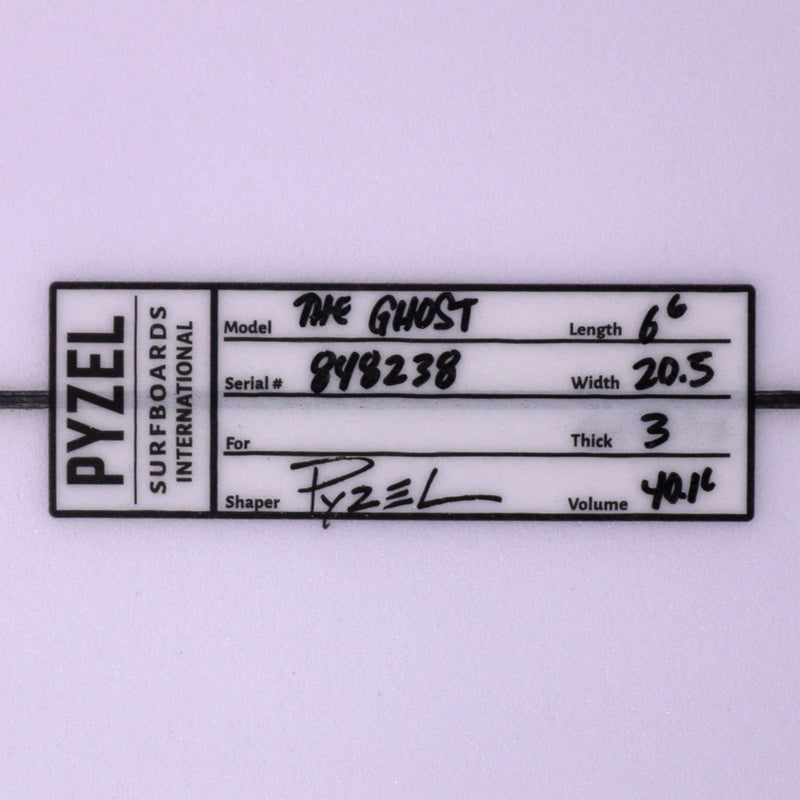 PYZEL
SURFBOARDS
INTERNATIONAL
Model THE GHOST Length 6⁶
Serial # 848238 Width 20.5
For Thick 3
Shaper PYZEL Volume 40.1L